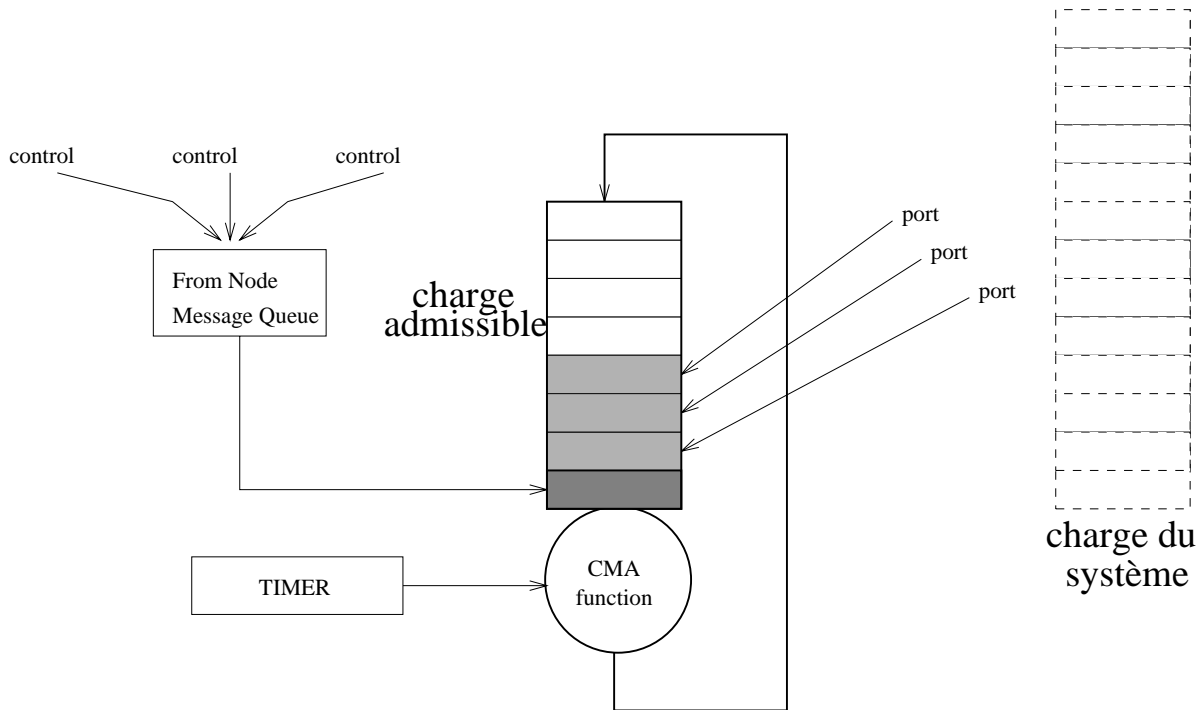 control
control
control
port
From Node
Message Queue
port
charge
admissible
port
charge du
système
TIMER
CMA
function